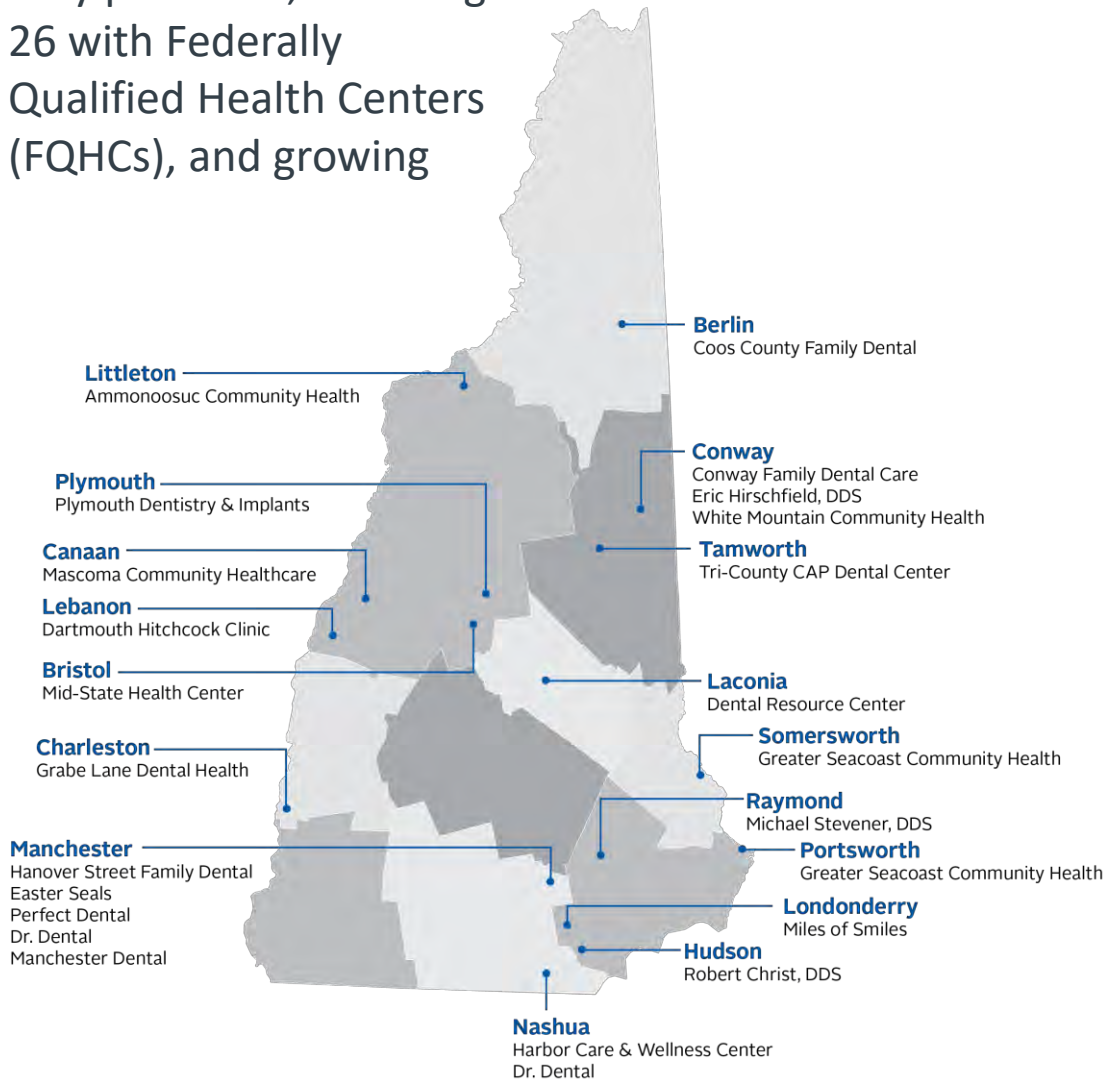 26 with Federally
Qualified Health Centers
(FQHCs), and growing
Berlin
Coos County Family Dental
Littleton
Ammonoosuc Community Health
Conway
Conway Family Dental Care
Eric Hirschfield, DDS
White Mountain Community Health
Plymouth
Plymouth Dentistry & Implants
Tamworth
Tri-County CAP Dental Center
Canaan
Mascoma Community Healthcare
Lebanon
Dartmouth Hitchcock Clinic
Bristol
Mid-State Health Center
Laconia
Dental Resource Center
Charleston
Grabe Lane Dental Health
Somersworth
Greater Seacoast Community Health
Raymond
Michael Stevener, DDS
Manchester
Hanover Street Family Dental
Easter Seals
Perfect Dental
Dr. Dental
Manchester Dental
Portsworth
Greater Seacoast Community Health
Londonderry
Miles of Smiles
Hudson
Robert Christ, DDS
Nashua
Harbor Care & Wellness Center
Dr. Dental